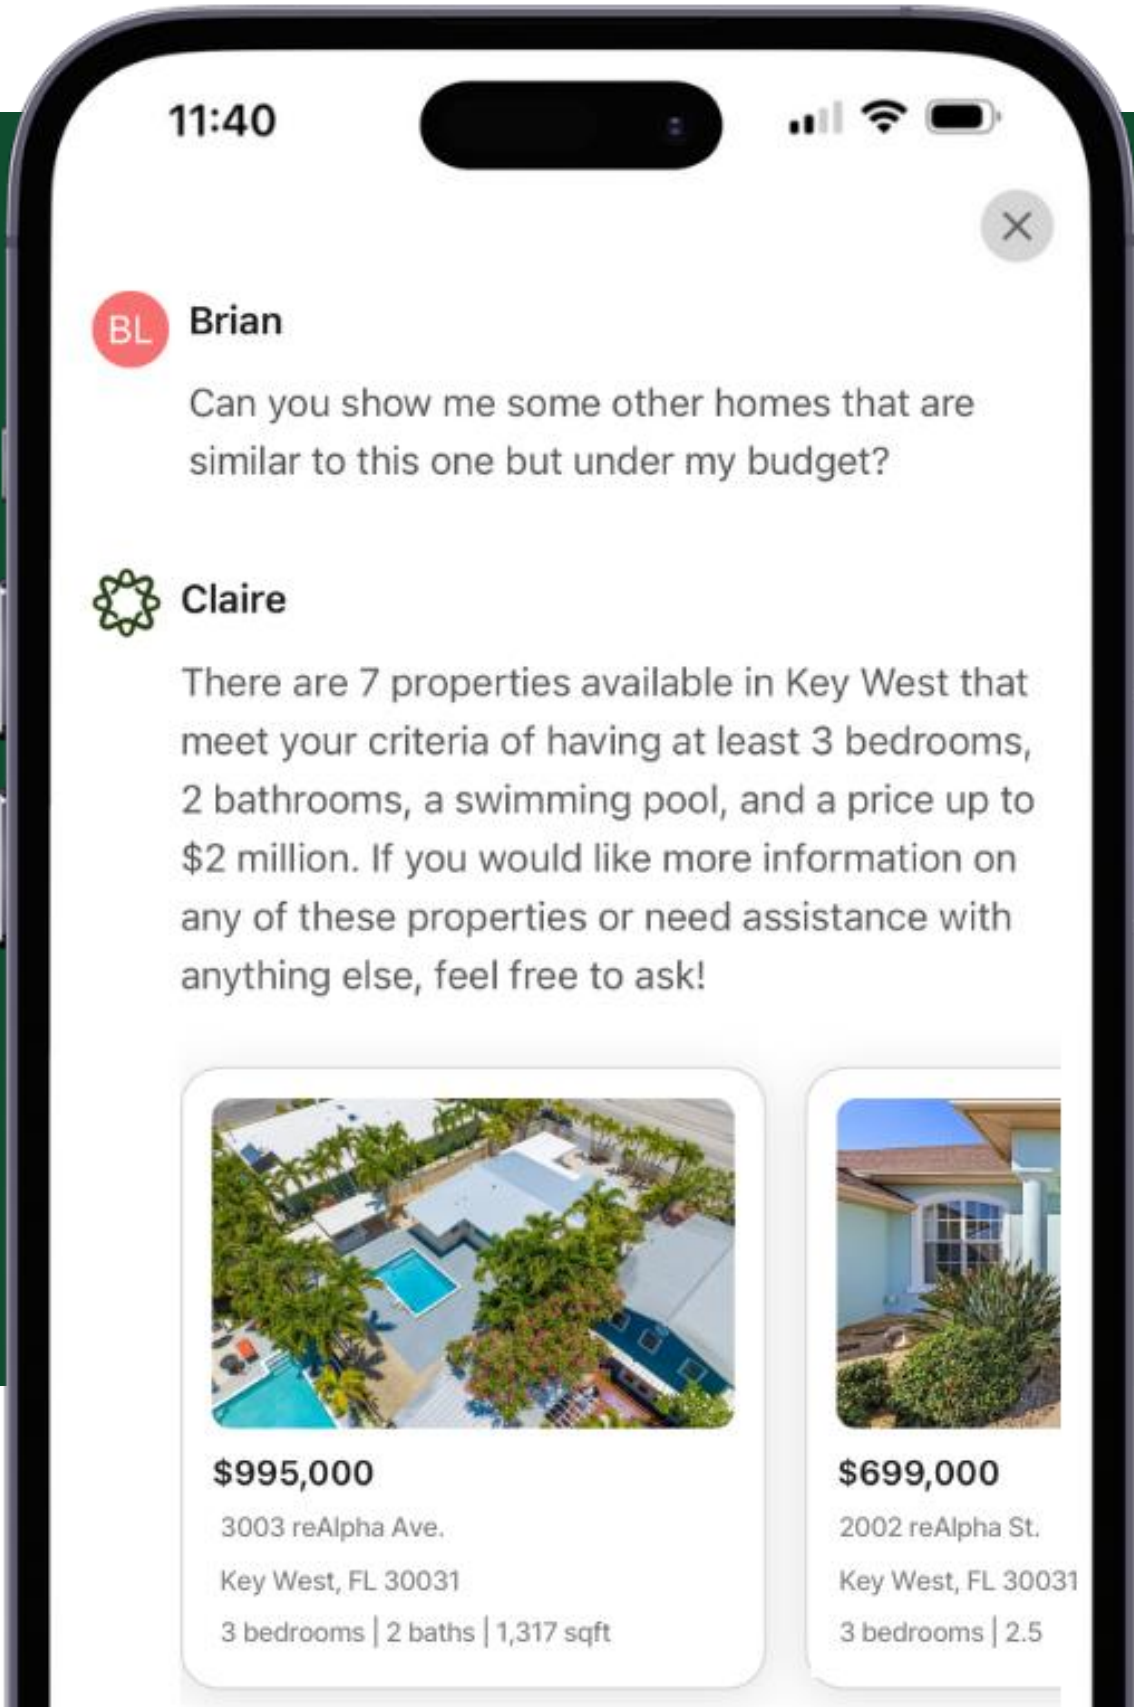 11:40
BL
Brian
Can you show me some other homes that are
similar to this one but under my budget?
Claire
There are 7 properties available in Key West that
meet your criteria of having at least 3 bedrooms,
2 bathrooms, a swimming pool, and a price up to
$2 million. If you would like more information on
any of these properties or need assistance with
anything else, feel free to ask!
$995,000
3003 reAlpha Ave.
Key West, FL 30031
3 bedrooms | 2 baths | 1,317 sqft
$699,000
2002 reAlpha St.
Key West, FL 30031
3 bedrooms | 2.5